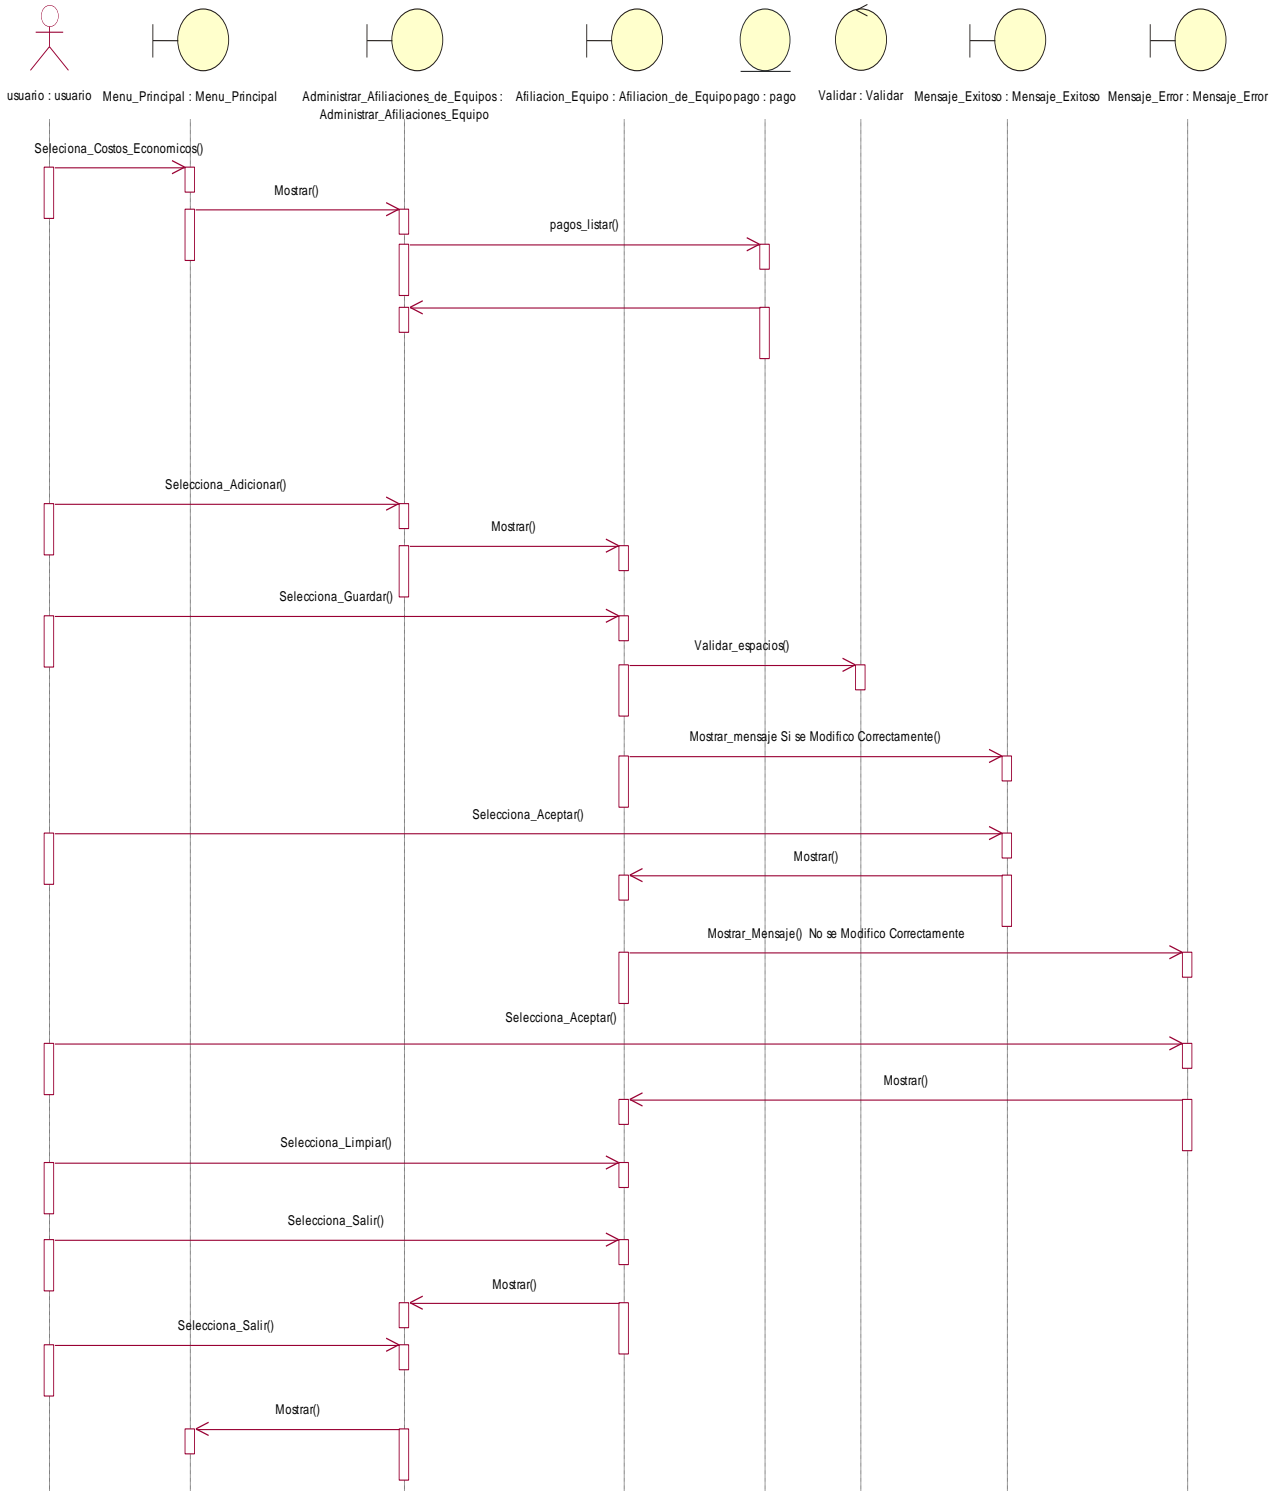 usuario : usuario
Menu_Principal : Menu_Principal
Administrar_Afiliaciones_de_Equipos :
Administrar_Afiliaciones_Equipo
Afiliacion_Equipo : Afiliacion_de_Equipo
pago : pago
Validar : Validar
Mensaje_Exitoso : Mensaje_Exitoso
Mensaje_Error : Mensaje_Error
Seleciona_Costos_Economicos()
Mostrar()
pagos_listar()
Selecciona_Adicionar()
Mostrar()
Selecciona_Guardar()
Validar_espacios()
Mostrar_mensaje Si se Modifico Correctamente()
Selecciona_Aceptar()
Mostrar()
Mostrar_Mensaje() No se Modifico Correctamente
Selecciona_Aceptar()
Mostrar()
Selecciona_Limpiar()
Selecciona_Salir()
Mostrar()
Selecciona_Salir()
Mostrar()